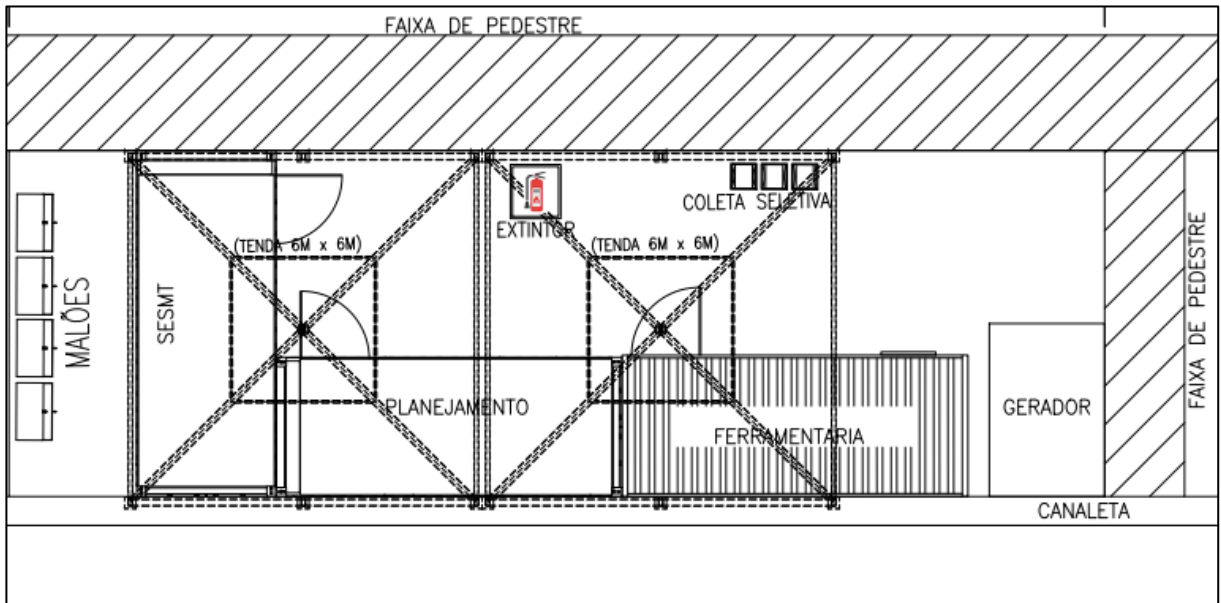 FAIXA DE PEDESTRE
COLETA SELETIVA
EXTINTOR
(TENDA 6M x 6M)
(TENDA 6M x 6M)
MALÕES
SESMT
FAIXA DE PEDESTRE
PLANEJAMENTO
GERADOR
FERRAMENTARIA
CANALETA